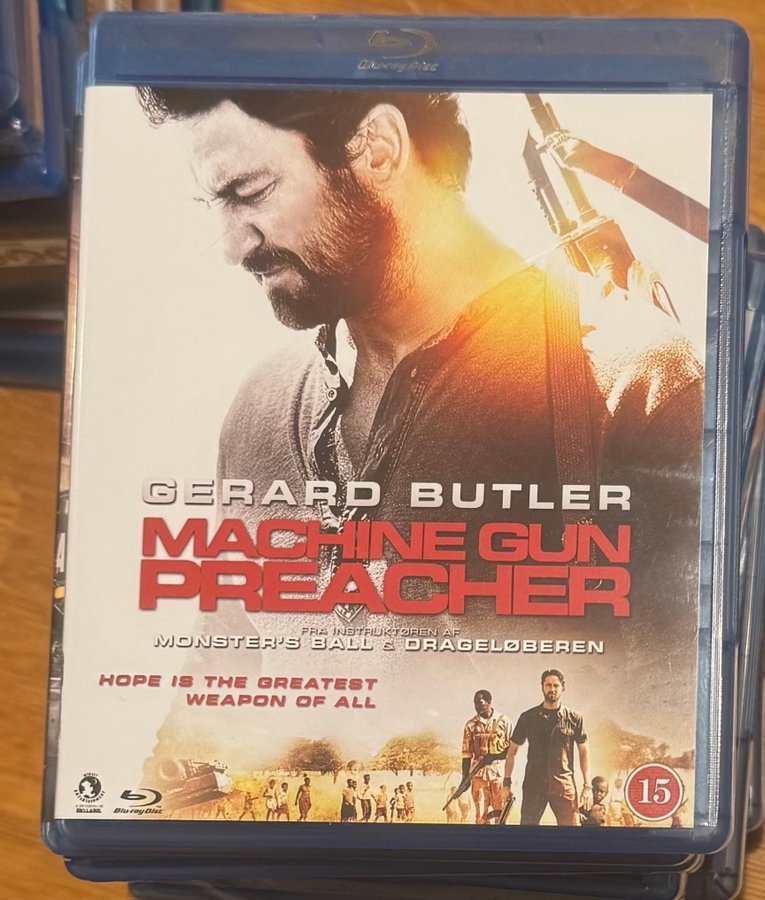 Blu-ray Disc
GERARD BUTLER
MACHINE GUN
PREACHER
FRA INSTRUKTØREN AF
MONSTER'S BALL & DRAGELØBEREN
HOPE IS THE GREATEST
WEAPON OF ALL
Blu-ray Disc
15